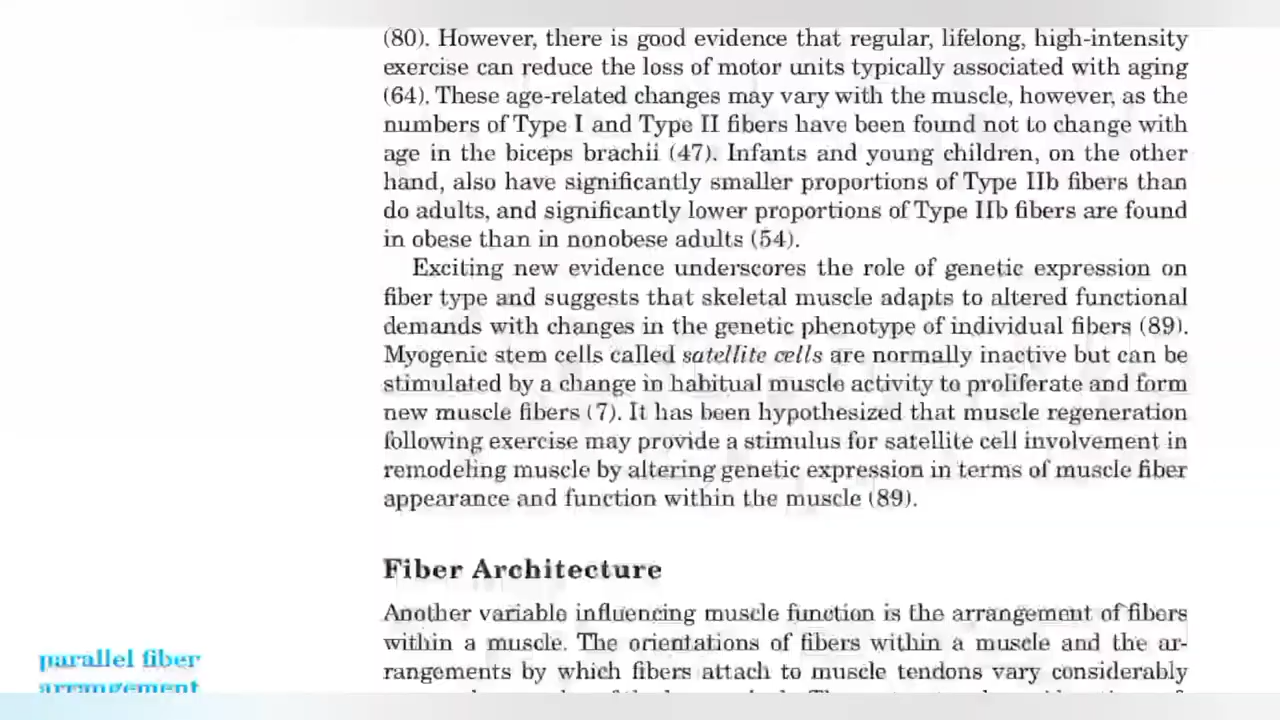 (80). However, there is good evidence that regular, lifelong, high-intensity
exercise can reduce the loss of motor units typically associated with aging
(64). These age-related changes may vary with the muscle, however, as the
numbers of Type I and Type II fibers have been found not to change with
age in the biceps brachii (47). Infants and young children, on the other
hand, also have significantly smaller proportions of Type IIb fibers than
do adults, and significantly lower proportions of Type IIb fibers are found
in obese than in nonobese adults (54).
Exciting new evidence underscores the role of genetic expression on
fiber type and suggests that skeletal muscle adapts to altered functional
demands with changes in the genetic phenotype of individual fibers (89).
Myogenic stem cells called satellite cells are normally inactive but can be
stimulated by a change in habitual muscle activity to proliferate and form
new muscle fibers (7). It has been hypothesized that muscle regeneration
following exercise may provide a stimulus for satellite cell involvement in
remodeling muscle by altering genetic expression in terms of muscle fiber
appearance and function within the muscle (89).
Fiber Architecture
Another variable influencing muscle function is the arrangement of fibers
within a muscle. The orientations of fibers within a muscle and the ar-
rangements by which fibers attach to muscle tendons vary considerably
parallel fiber
arrangement